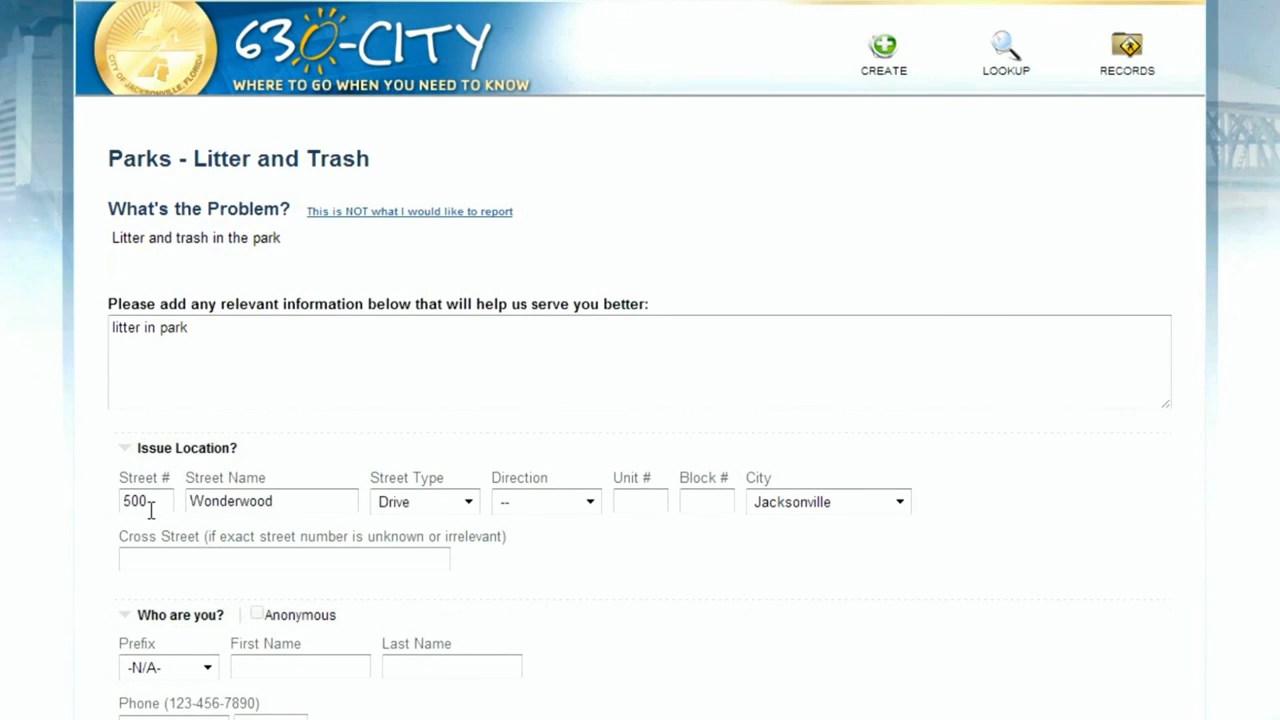 CITY OF JACKSONVILLE, FLORIDA
630-CITY
WHERE TO GO WHEN YOU NEED TO KNOW
CREATE
LOOKUP
RECORDS
Parks - Litter and Trash
What's the Problem? This is NOT what I would like to report
Litter and trash in the park
Please add any relevant information below that will help us serve you better:
litter in park
Issue Location?
Street # Street Name Street Type Direction Unit # Block # City
500 Wonderwood Drive -- Jacksonville
Cross Street (if exact street number is unknown or irrelevant)
Who are you? | Anonymous
Prefix First Name Last Name
-N/A-
Phone (123-456-7890)